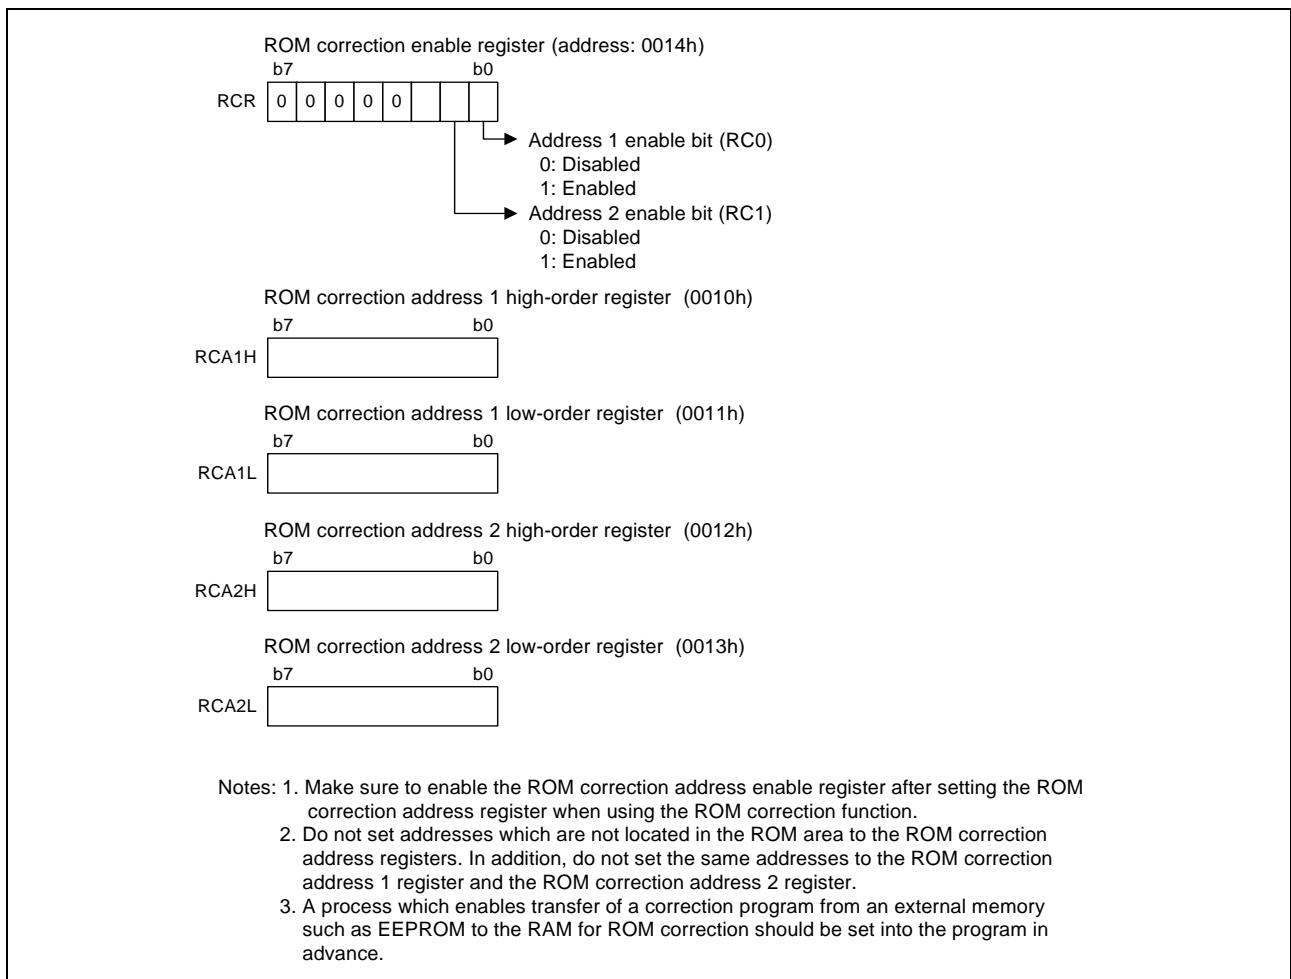 ROM correction enable register (address: 0014h)
b7 b0
RCR 0 0 0 0 0
Address 1 enable bit (RC0)
0: Disabled
1: Enabled
Address 2 enable bit (RC1)
0: Disabled
1: Enabled
ROM correction address 1 high-order register (0010h)
b7 b0
RCA1H
ROM correction address 1 low-order register (0011h)
b7 b0
RCA1L
ROM correction address 2 high-order register (0012h)
b7 b0
RCA2H
ROM correction address 2 low-order register (0013h)
b7 b0
RCA2L
Notes: 1. Make sure to enable the ROM correction address enable register after setting the ROM
correction address register when using the ROM correction function.
2. Do not set addresses which are not located in the ROM area to the ROM correction
address registers. In addition, do not set the same addresses to the ROM correction
address 1 register and the ROM correction address 2 register.
3. A process which enables transfer of a correction program from an external memory
such as EEPROM to the RAM for ROM correction should be set into the program in
advance.